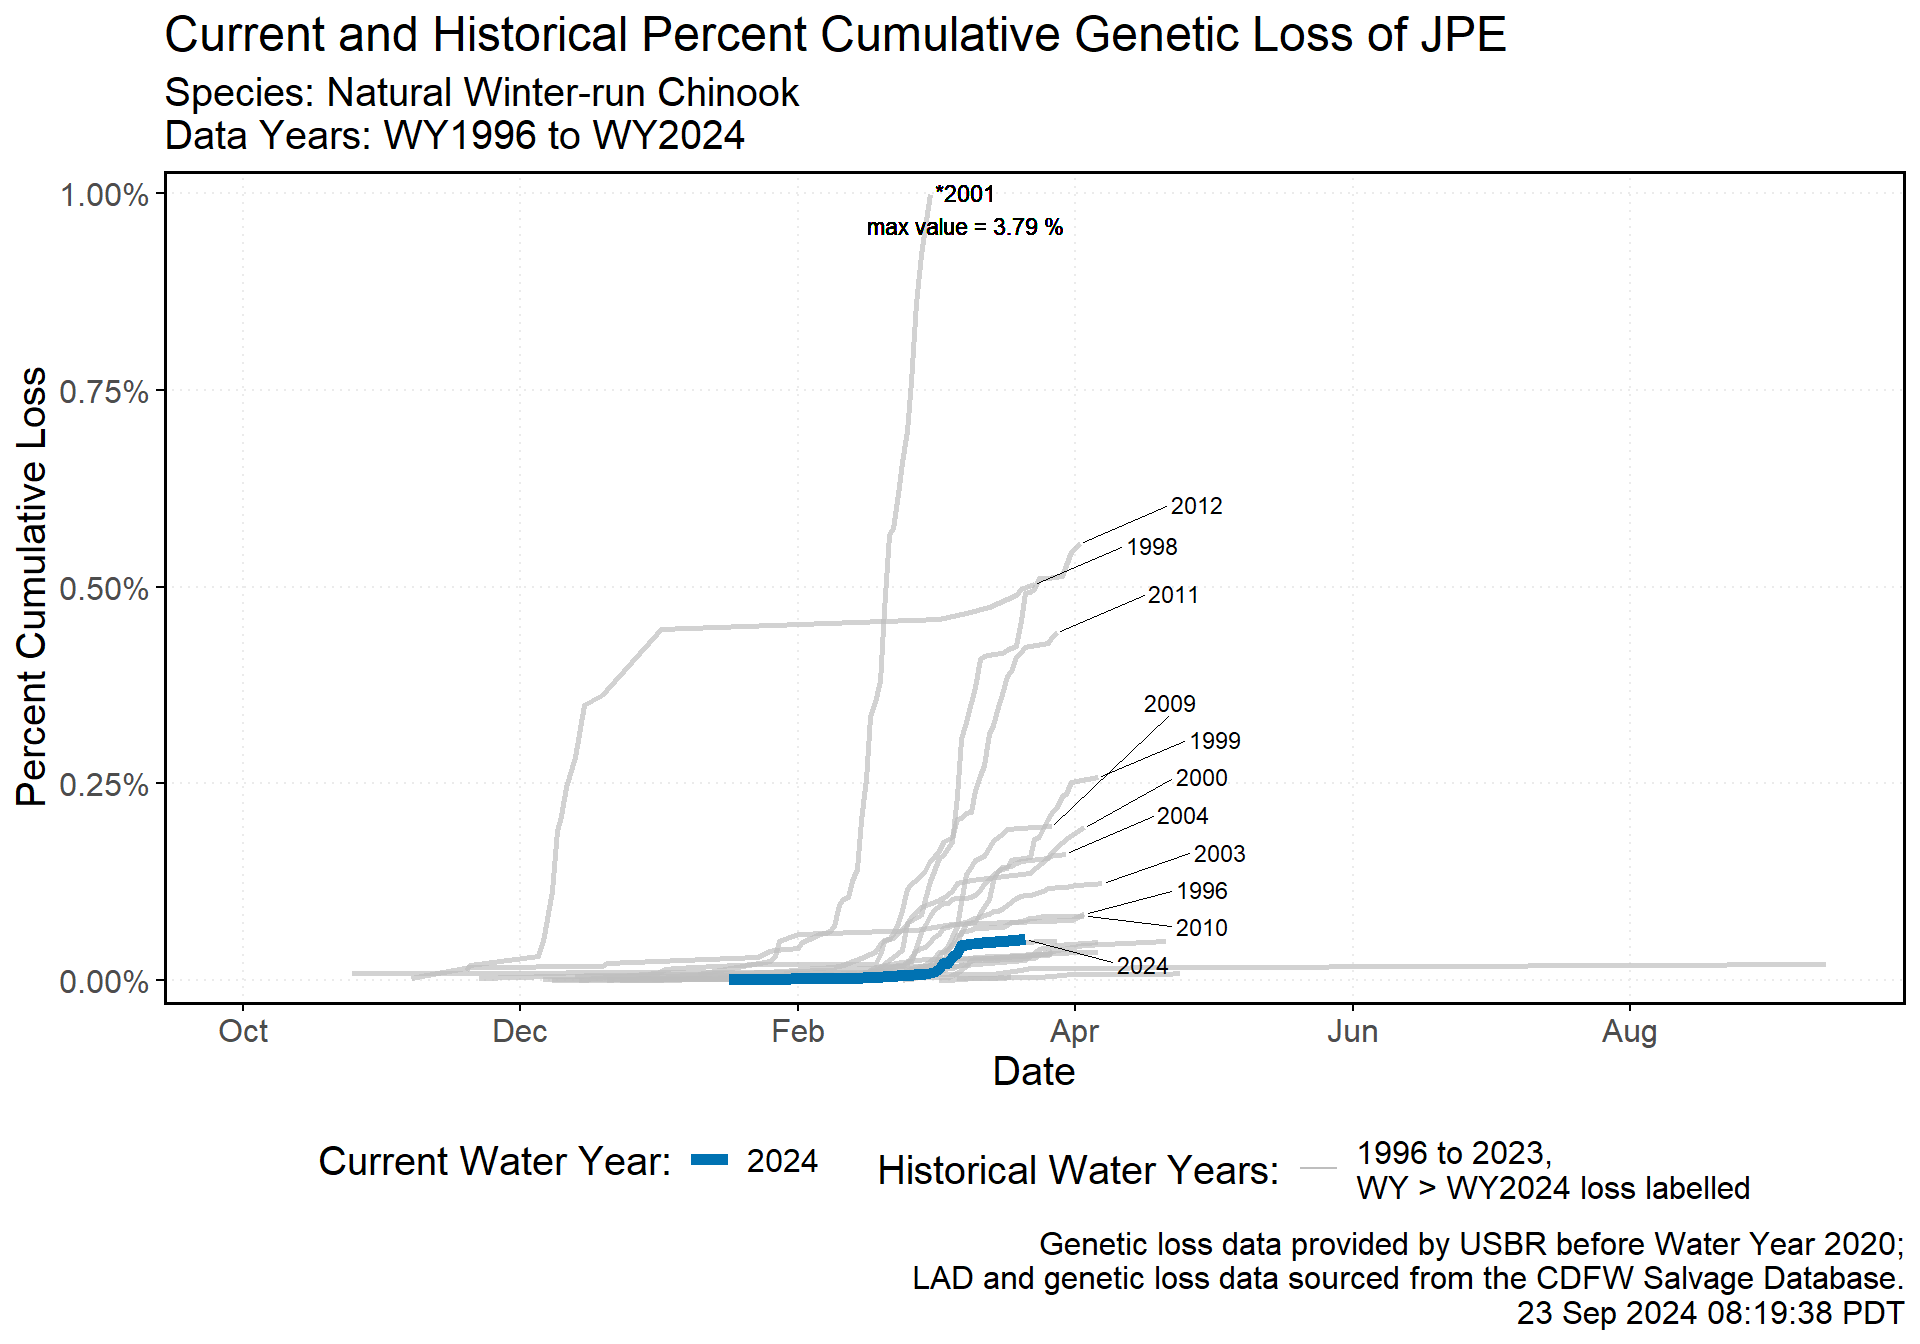 Current and Historical Percent Cumulative Genetic Loss of JPE
Species: Natural Winter-run Chinook
Data Years: WY1996 to WY2024
Percent Cumulative Loss
1.00%
0.75%
0.50%
0.25%
0.00%
*2001
max value = 3.79 %
2012
1998
2011
2009
1999
2000
2004
2003
1996
2010
2024
Oct
Dec
Feb
Apr
Jun
Aug
Date
Current Water Year:
2024
Historical Water Years:
1996 to 2023,
WY > WY2024 loss labelled
Genetic loss data provided by USBR before Water Year 2020;
LAD and genetic loss data sourced from the CDFW Salvage Database.
23 Sep 2024 08:19:38 PDT